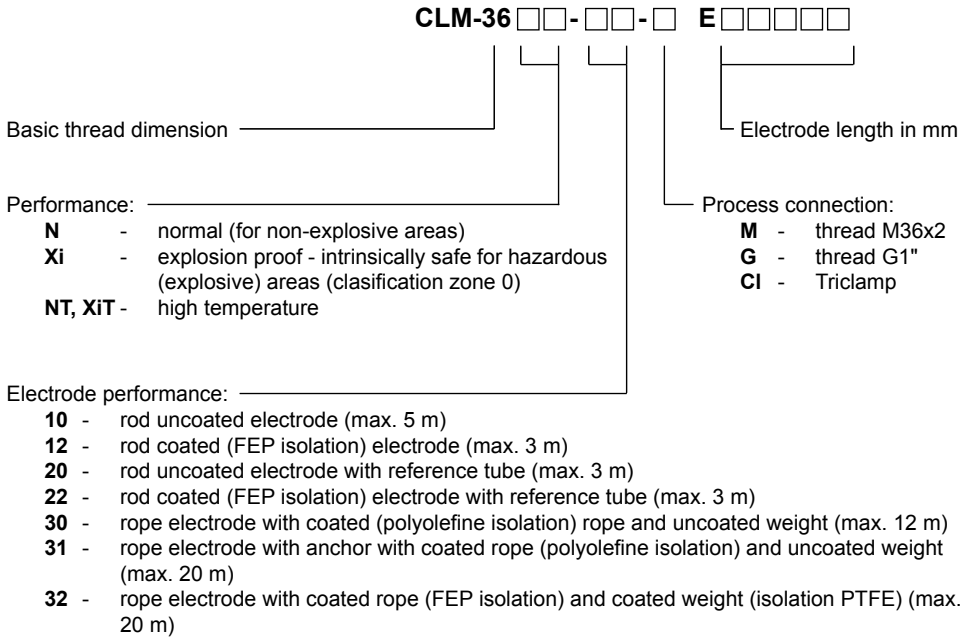 CLM-36 □□-□□-□ E□□□□□
Basic thread dimension
Electrode length in mm
Performance:
N - normal (for non-explosive areas)
Xi - explosion proof - intrinsically safe for hazardous
(explosive) areas (clasification zone 0)
NT, XiT - high temperature
Process connection:
M - thread M36x2
G - thread G1"
Cl - Triclamp
Electrode performance:
10 - rod uncoated electrode (max. 5 m)
12 - rod coated (FEP isolation) electrode (max. 3 m)
20 - rod uncoated electrode with reference tube (max. 3 m)
22 - rod coated (FEP isolation) electrode with reference tube (max. 3 m)
30 - rope electrode with coated (polyolefine isolation) rope and uncoated weight (max. 12 m)
31 - rope electrode with anchor with coated rope (polyolefine isolation) and uncoated weight
(max. 20 m)
32 - rope electrode with coated rope (FEP isolation) and coated weight (isolation PTFE) (max.
20 m)